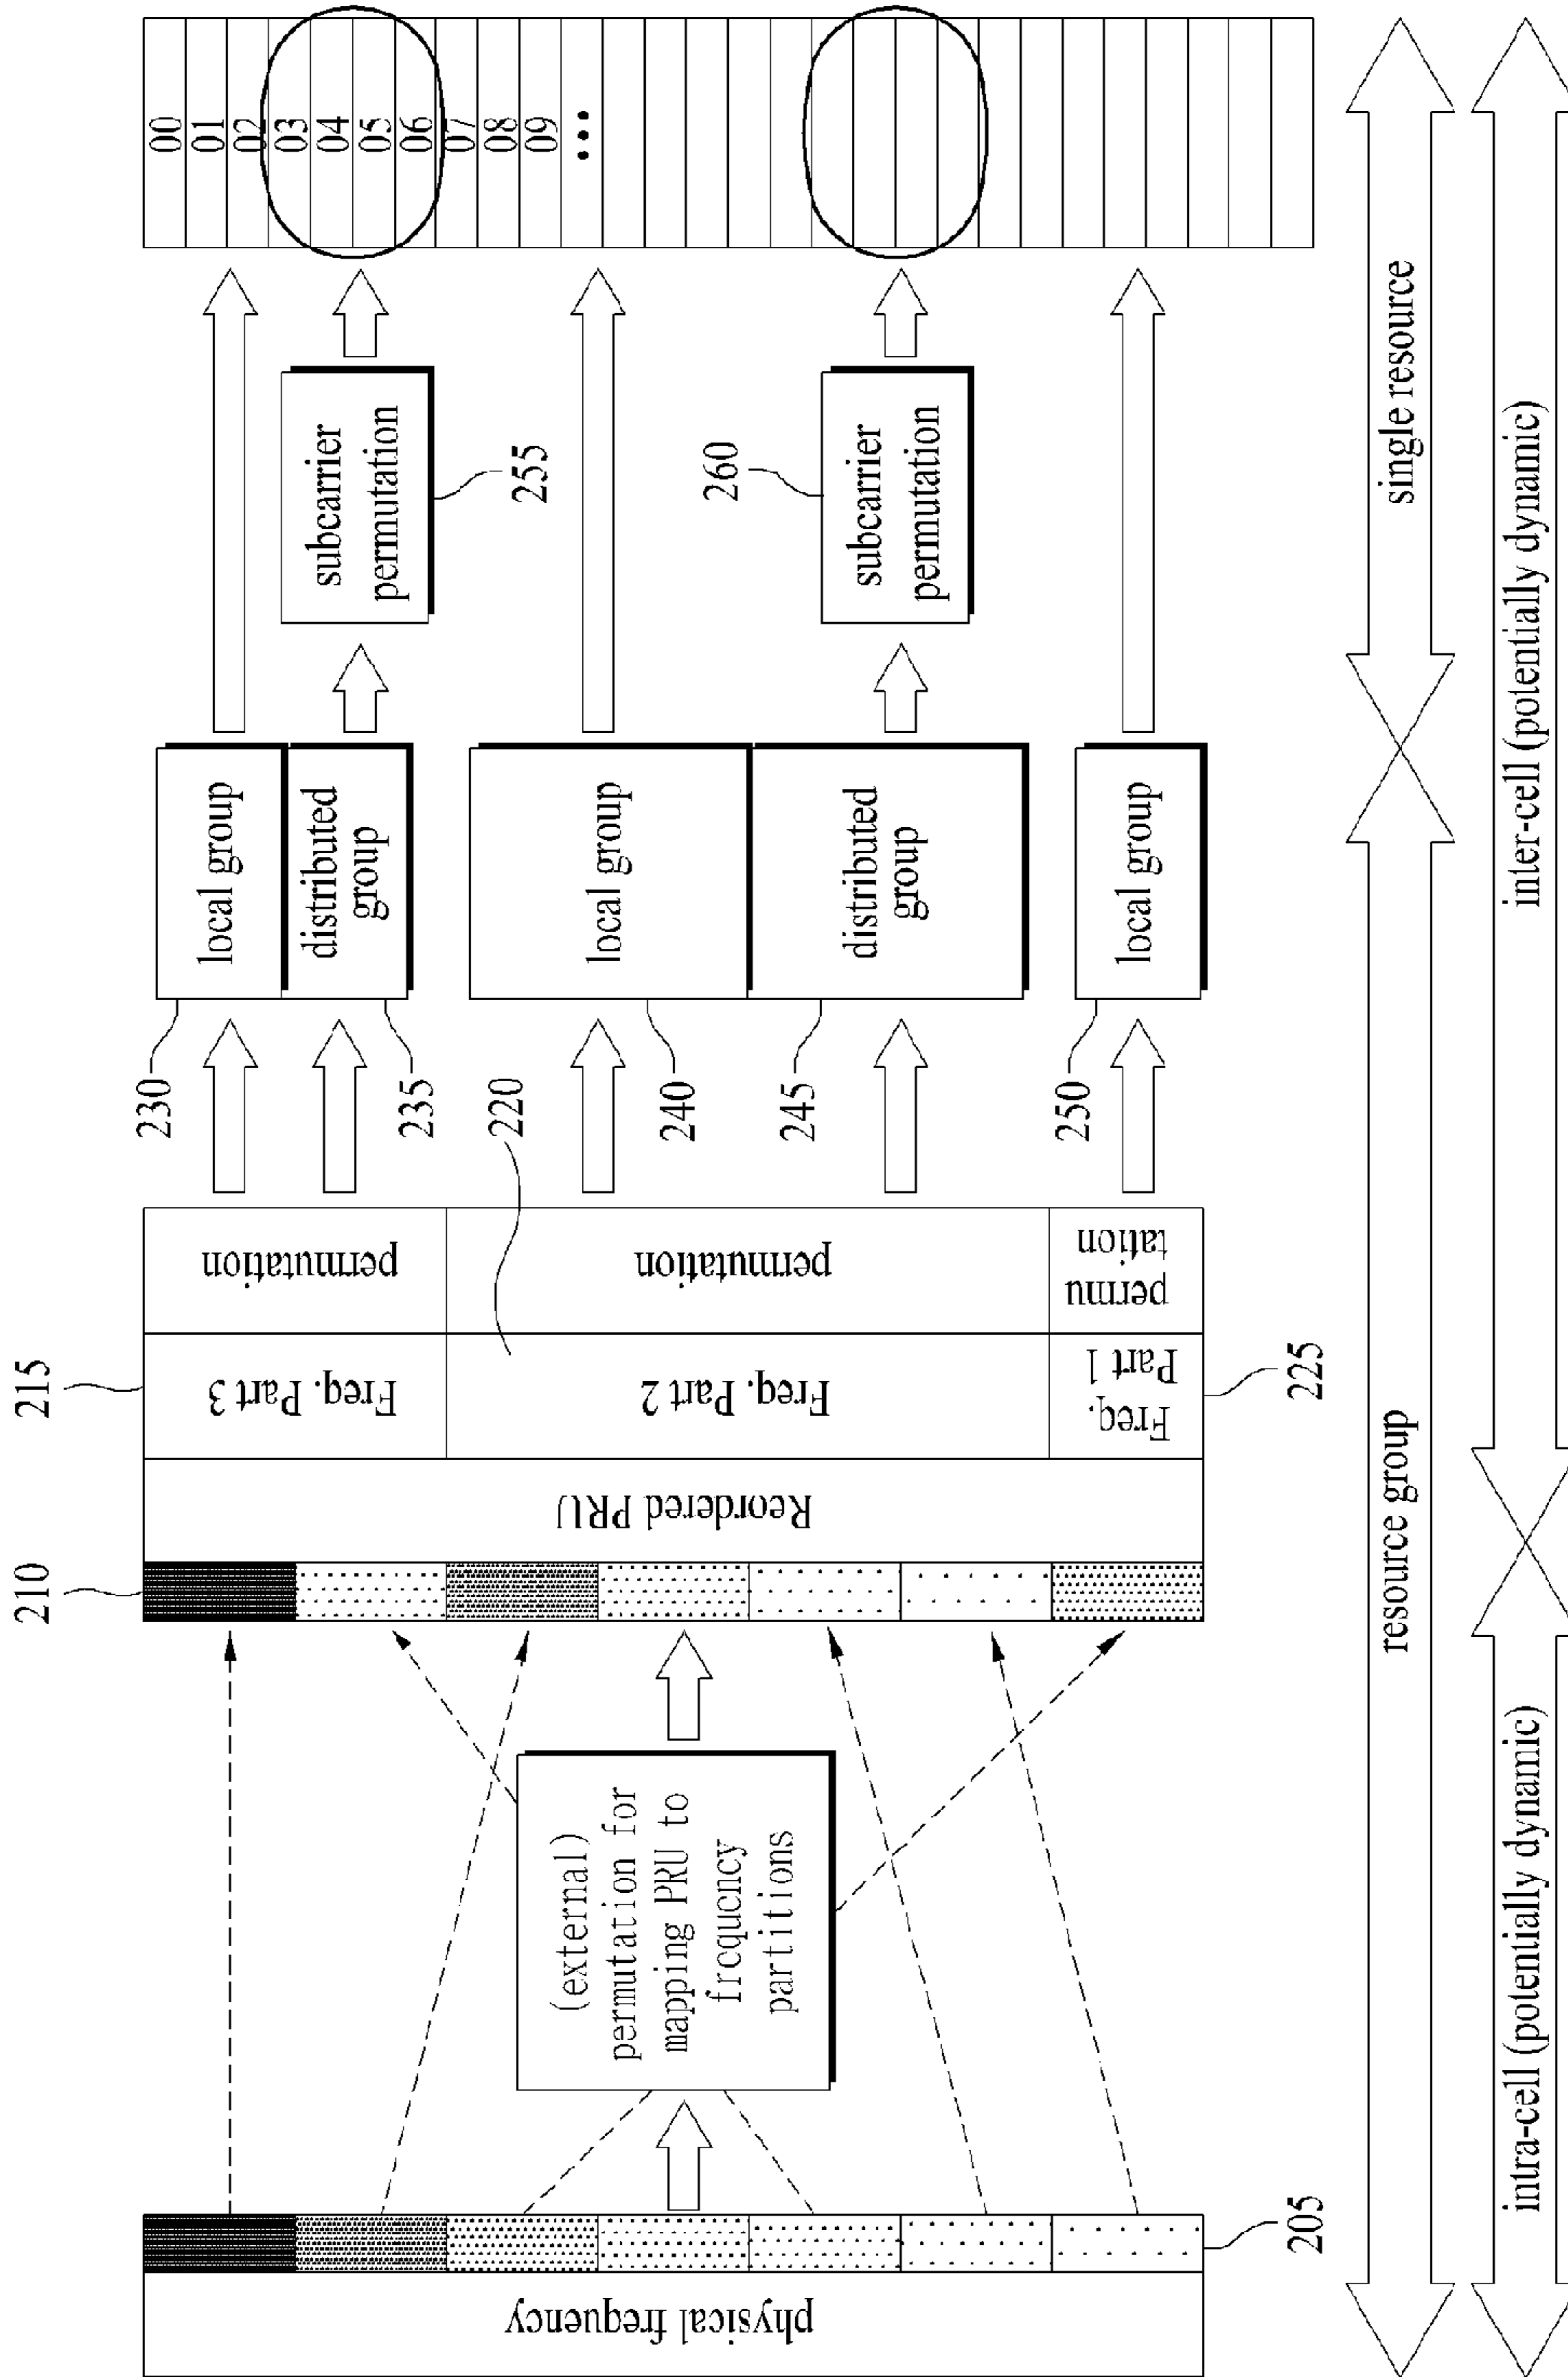 physical frequency
205
(external)
permutation for
mapping PRU to
frequency
partitions
210
Reordered PRU
215
Freq. Part 3
permutation
220
Freq. Part 2
permutation
225
Freq.
Part 1
permu
tation
230
local group
235
distributed
group
240
local group
245
distributed
group
250
local group
subcarrier
permutation
255
subcarrier
permutation
260
00
01
02
03
04
05
06
07
08
09
...
resource group
single resource
intra-cell (potentially dynamic)
inter-cell (potentially dynamic)